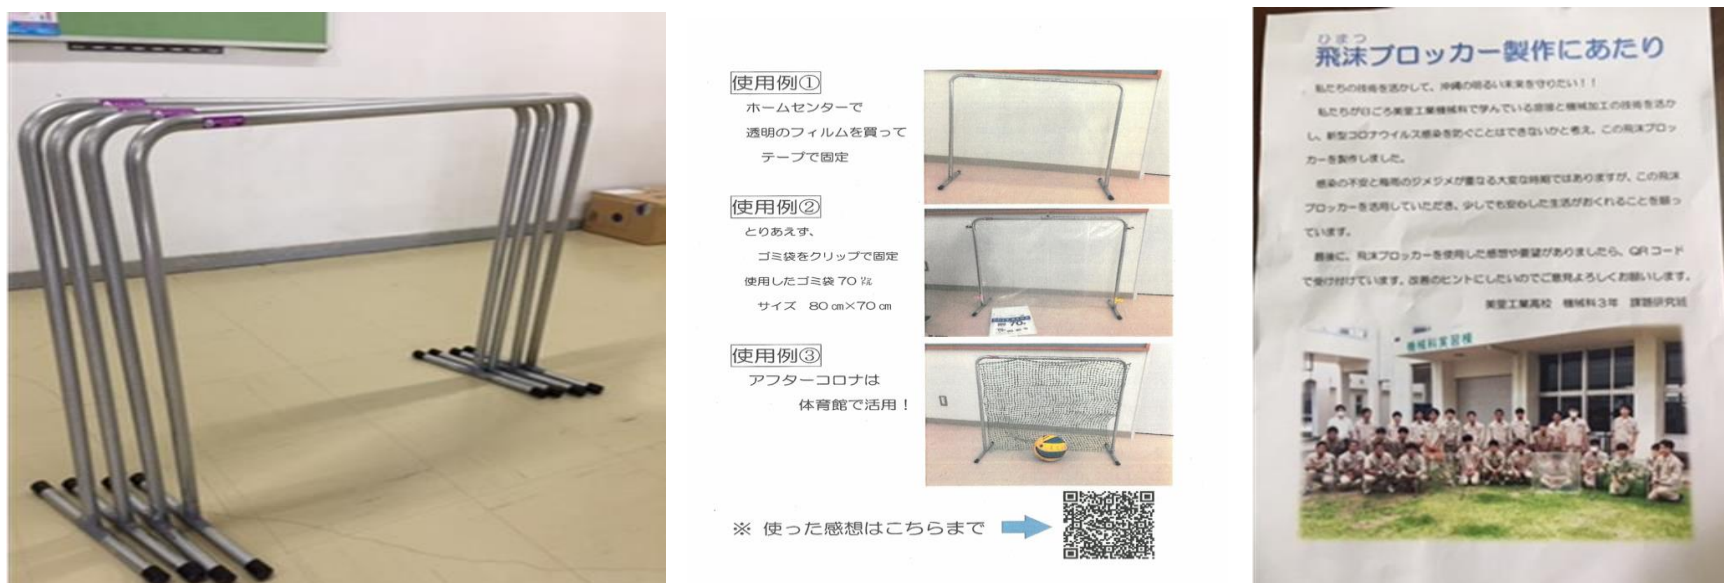 使用例①
ホームセンターで
透明のフィルムを買って
テープで固定
使用例②
とりあえず、
ゴミ袋をクリップで固定
使用したゴミ袋 70 ㍑
サイズ 80㎝×70㎝
使用例③
アフターコロナは
体育館で活用！
※ 使った感想はこちらまで
ひまつ
飛沫ブロッカー製作にあたり
私たちの技術を活かして、沖縄の明るい未来を守りたい！！
私たちが日ごろ美里工業機械科で学んでいる溶接と機械加工の技術を活か
し、新型コロナウイルス感染を防ぐことはできないかと考え、この飛沫ブロッ
カーを製作しました。
感染の不安と梅雨のジメジメが重なる大変な時期ではありますが、この飛沫
ブロッカーを活用していただき、少しでも安心した生活がおくれることを願っ
ています。
最後に、飛沫ブロッカーを使用した感想や要望がありましたら、QRコード
で受け付けています。改善のヒントにしたいのでご意見よろしくお願いします。
美里工業高校 機械科3年 課題研究班
機械科実習棟